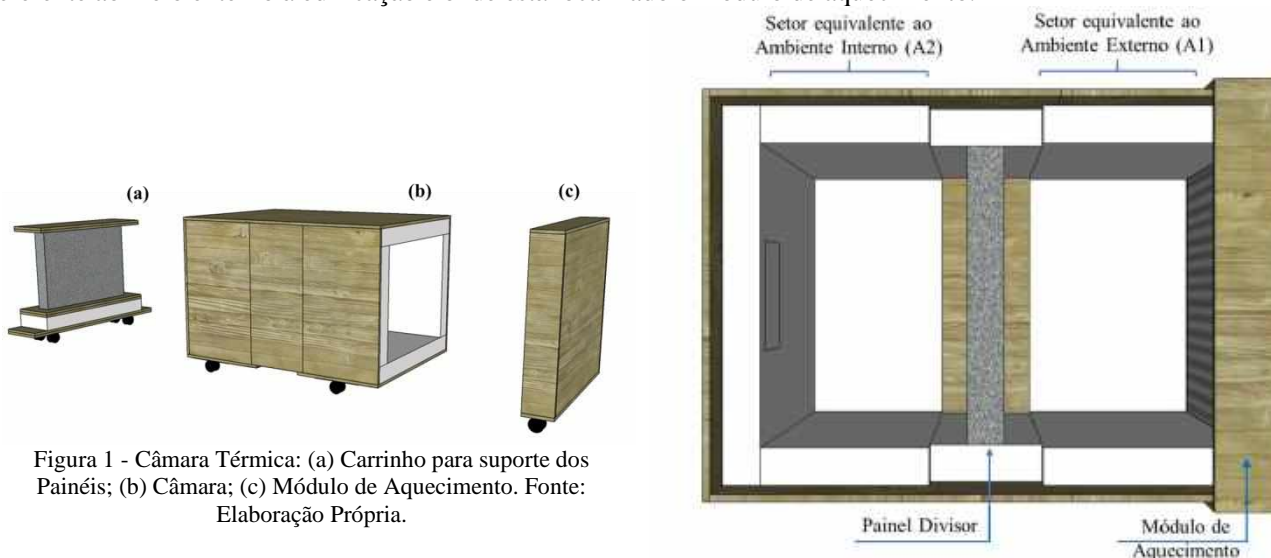 Setor equivalente ao
Ambiente Interno (A2)
Setor equivalente ao
Ambiente Externo (A1)
(a)
(b)
(c)
Figura 1 - Câmara Térmica: (a) Carrinho para suporte dos
Painéis; (b) Câmara; (c) Módulo de Aquecimento. Fonte:
Elaboração Própria.
Painel Divisor
Módulo de
Aquecimento